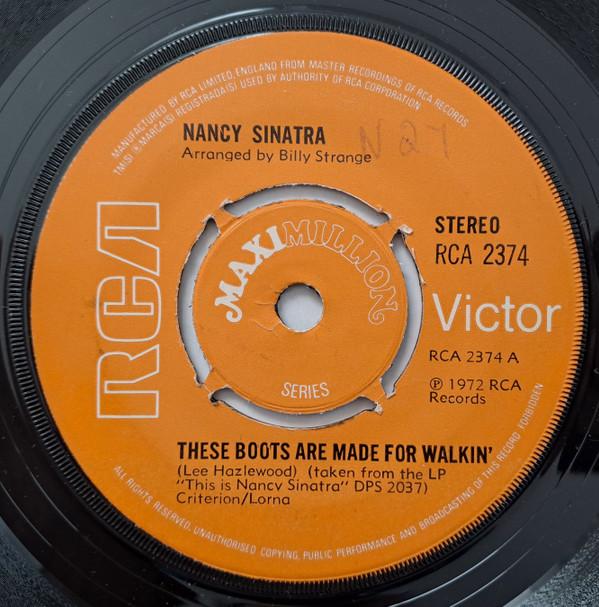 MANUFACTURED BY RCA LIMITED, ENGLAND FROM MASTER RECORDINGS OF RCA RECORDS
TM(S) ® MARCA(S) REGISTRADA(S) USED BY AUTHORITY OF RCA CORPORATION
NANCY SINATRA
Arranged by Billy Strange
N 27
RCA
MAXIMILLION
SERIES
STEREO
RCA 2374
Victor
RCA 2374 A
℗ 1972 RCA
Records
THESE BOOTS ARE MADE FOR WALKIN'
(Lee Hazlewood) (taken from the LP
"This is Nancy Sinatra" DPS 2037)
Criterion/Lorna
ALL RIGHTS RESERVED. UNAUTHORISED COPYING, PUBLIC PERFORMANCE AND BROADCASTING OF THIS RECORD FORBIDDEN